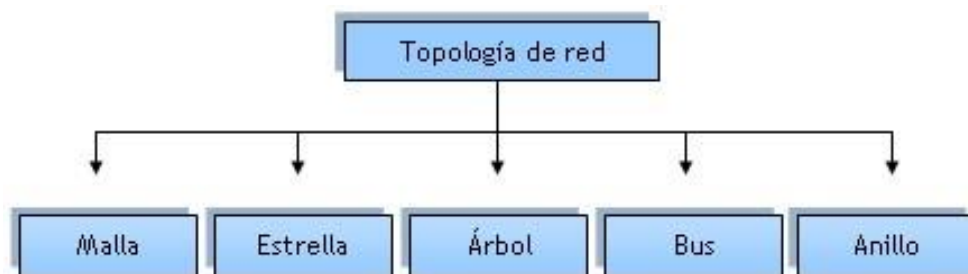 Topología de red
Malla
Estrella
Árbol
Bus
Anillo